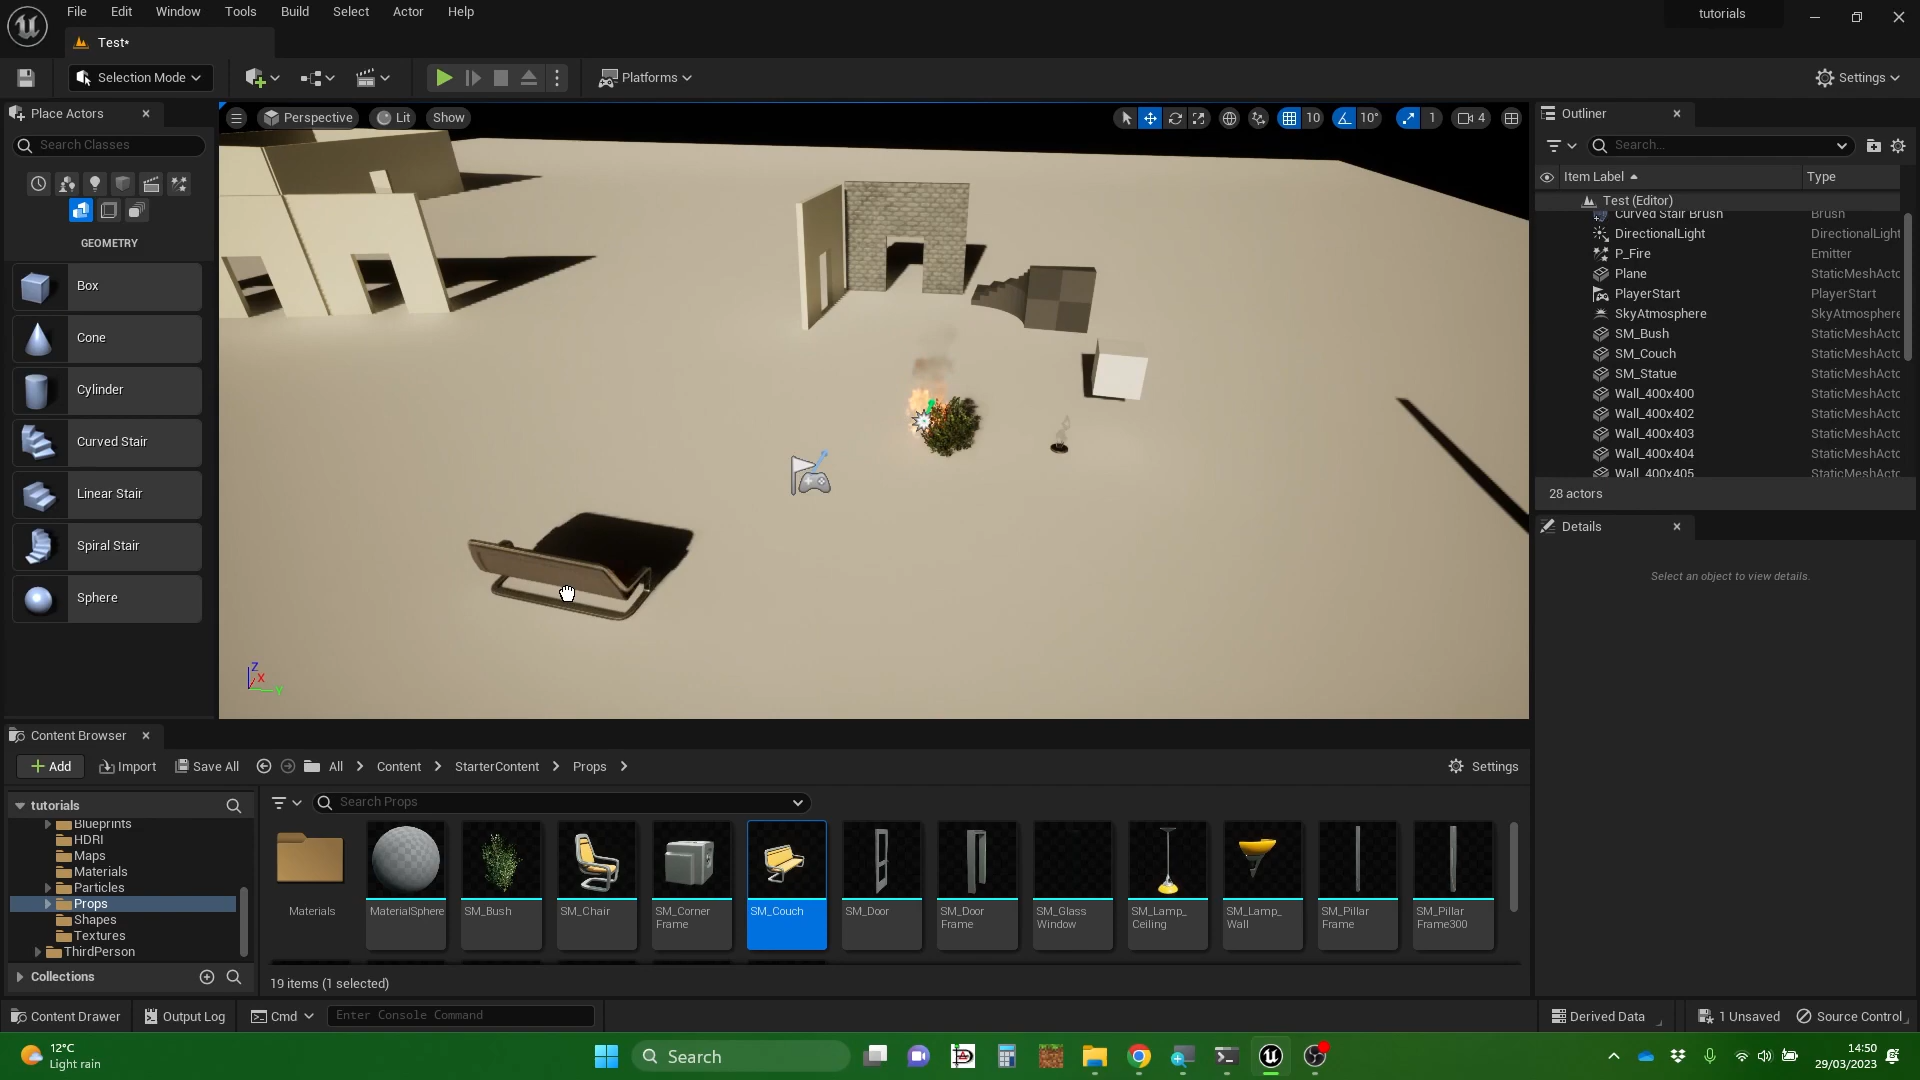 File Edit Window Tools Build Select Actor Help
tutorials
Test*
Selection Mode
Platforms
Settings
Place Actors
Search Classes
GEOMETRY
Box
Cone
Cylinder
Curved Stair
Linear Stair
Spiral Stair
Sphere
Perspective Lit Show
10 10° 1 4
Z
X
Y
Outliner
Search...
Item Label Type
Test (Editor)
Curved Stair Brush Brush
DirectionalLight DirectionalLight
P_Fire Emitter
Plane StaticMeshActo
PlayerStart PlayerStart
SkyAtmosphere SkyAtmosphere
SM_Bush StaticMeshActo
SM_Couch StaticMeshActo
SM_Statue StaticMeshActo
Wall_400x400 StaticMeshActo
Wall_400x402 StaticMeshActo
Wall_400x403 StaticMeshActo
Wall_400x404 StaticMeshActo
Wall_400x405 StaticMeshActo
28 actors
Details
Select an object to view details.
Content Browser
Add Import Save All All Content StarterContent Props Settings
tutorials
Search Props
Blueprints
HDRI
Maps
Materials
Particles
Props
Shapes
Textures
ThirdPerson
Collections
Materials
MaterialSphere
SM_Bush
SM_Chair
SM_Corner
Frame
SM_Couch
SM_Door
SM_Door
Frame
SM_Glass
Window
SM_Lamp_
Ceiling
SM_Lamp_
Wall
SM_Pillar
Frame
SM_Pillar
Frame300
19 items (1 selected)
Content Drawer Output Log Cmd Enter Console Command Derived Data 1 Unsaved Source Control
12°C
Light rain
Search
14:50
29/03/2023